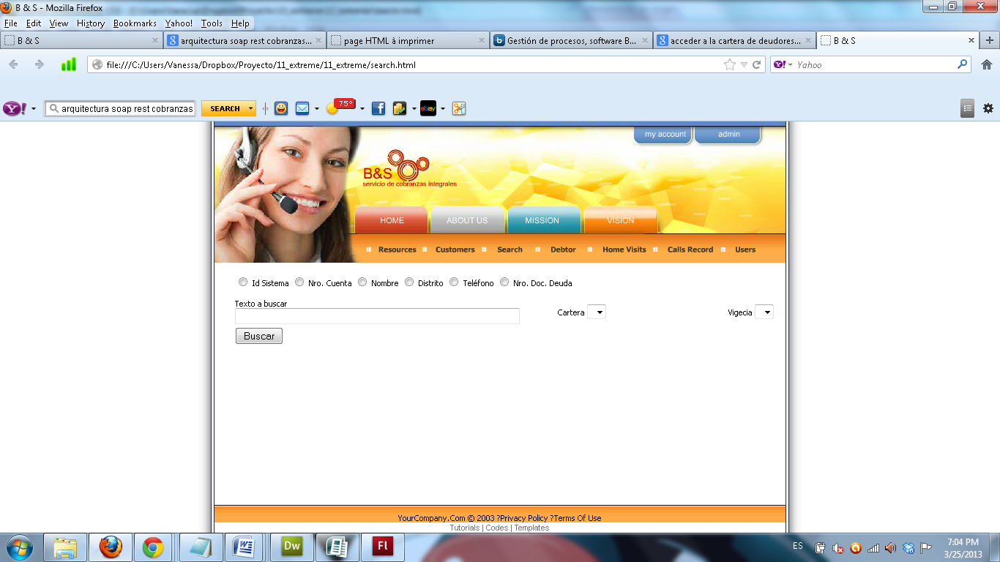 B & S - Mozilla Firefox
File Edit View History Bookmarks Yahoo! Tools Help
B & S
arquitectura soap rest cobranzas...
page HTML à imprimer
Gestión de procesos, software B...
acceder a la cartera de deudores...
B & S
file:///C:/Users/Vanessa/Dropbox/Proyecto/11_extreme/11_extreme/search.html
Yahoo
Y! arquitectura soap rest cobranzas SEARCH 75° ebay
my account admin
B&S
servicio de cobranzas integrales
HOME ABOUT US MISSION VISION
Resources Customers Search Debtor Home Visits Calls Record Users
Id Sistema Nro. Cuenta Nombre Distrito Teléfono Nro. Doc. Deuda
Texto a buscar
Cartera Vigecia
Buscar
YourCompany.Com © 2003 ?Privacy Policy ?Terms Of Use
Tutorials | Codes | Templates
Dw Fl ES 7:04 PM
3/25/2013